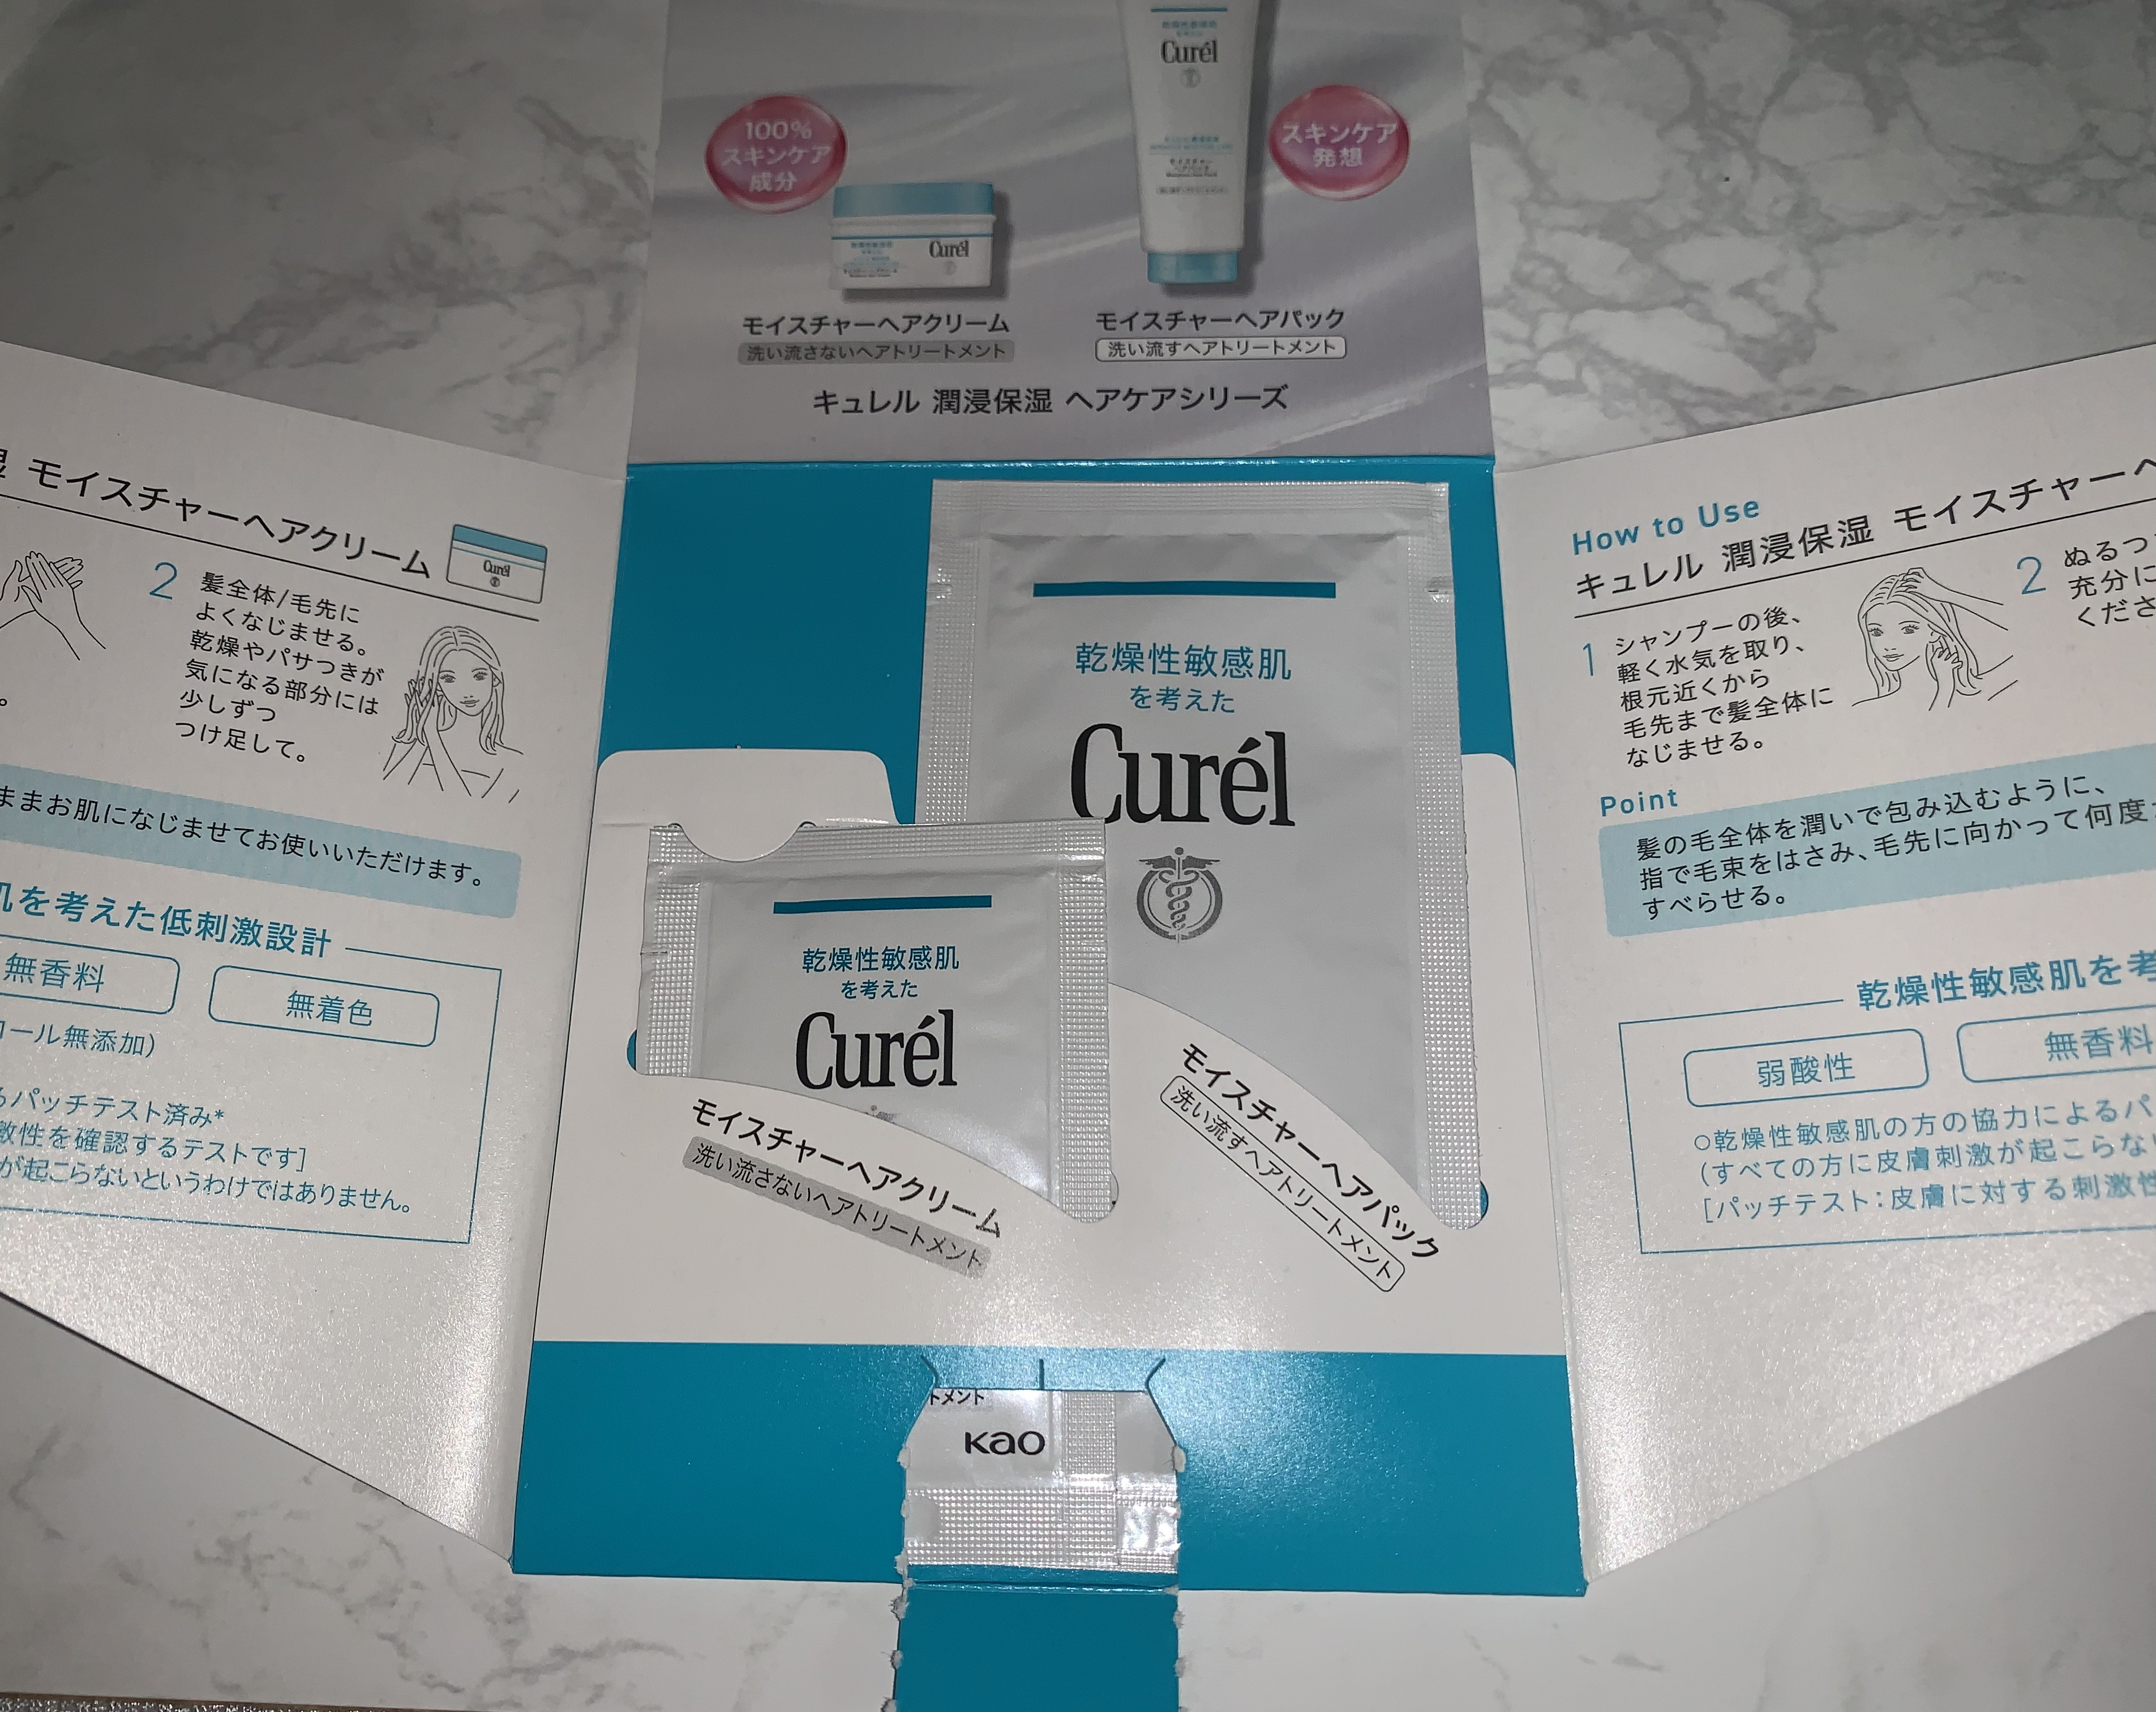 100%
スキンケア
成分
乾燥性敏感肌
Curél
モイスチャーヘアクリーム
洗い流さないヘアトリートメント
Curél
モイスチャー
ヘアパック
スキンケア
発想
モイスチャーヘアパック
洗い流すヘアトリートメント
キュレル 潤浸保湿 ヘアケアシリーズ
モイスチャーヘアクリーム
Curél
2
髪全体/毛先に
よくなじませる。
乾燥やパサつきが
気になる部分には
少しずつ
つけ足して。
ままお肌になじませてお使いいただけます。
肌を考えた低刺激設計
無香料
無着色
コール無添加)
るパッチテスト済み*
激性を確認するテストです]
が起こらないというわけではありません。
乾燥性敏感肌
を考えた
Curél
乾燥性敏感肌
を考えた
Curél
モイスチャーヘアクリーム
洗い流さないヘアトリートメント
モイスチャーヘアパック
洗い流すヘアトリートメント
トメント
Kao
How to Use
キュレル 潤浸保湿 モイスチャーヘ
1
シャンプーの後、
軽く水気を取り、
根元近くから
毛先まで髪全体に
なじませる。
2
ぬるつ
充分に
くださ
Point
髪の毛全体を潤いで包み込むように、
指で毛束をはさみ、毛先に向かって何度
すべらせる。
乾燥性敏感肌を考
弱酸性
無香料
○乾燥性敏感肌の方の協力によるパ
(すべての方に皮膚刺激が起こらな
[パッチテスト:皮膚に対する刺激性